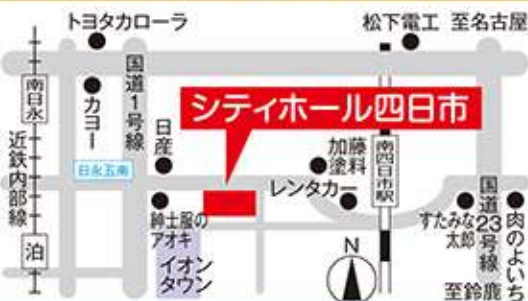 トヨタカローラ
松下電工
至名古屋
南日永
カヨー
国道1号線
シティホール四日市
日産
加藤塗料
南四日市駅
近鉄内部線
日永五南
レンタカー
紳士服の
アオキ
すたみな
太郎
国道23号線
肉のよいち
泊
イオン
タウン
N
至鈴鹿